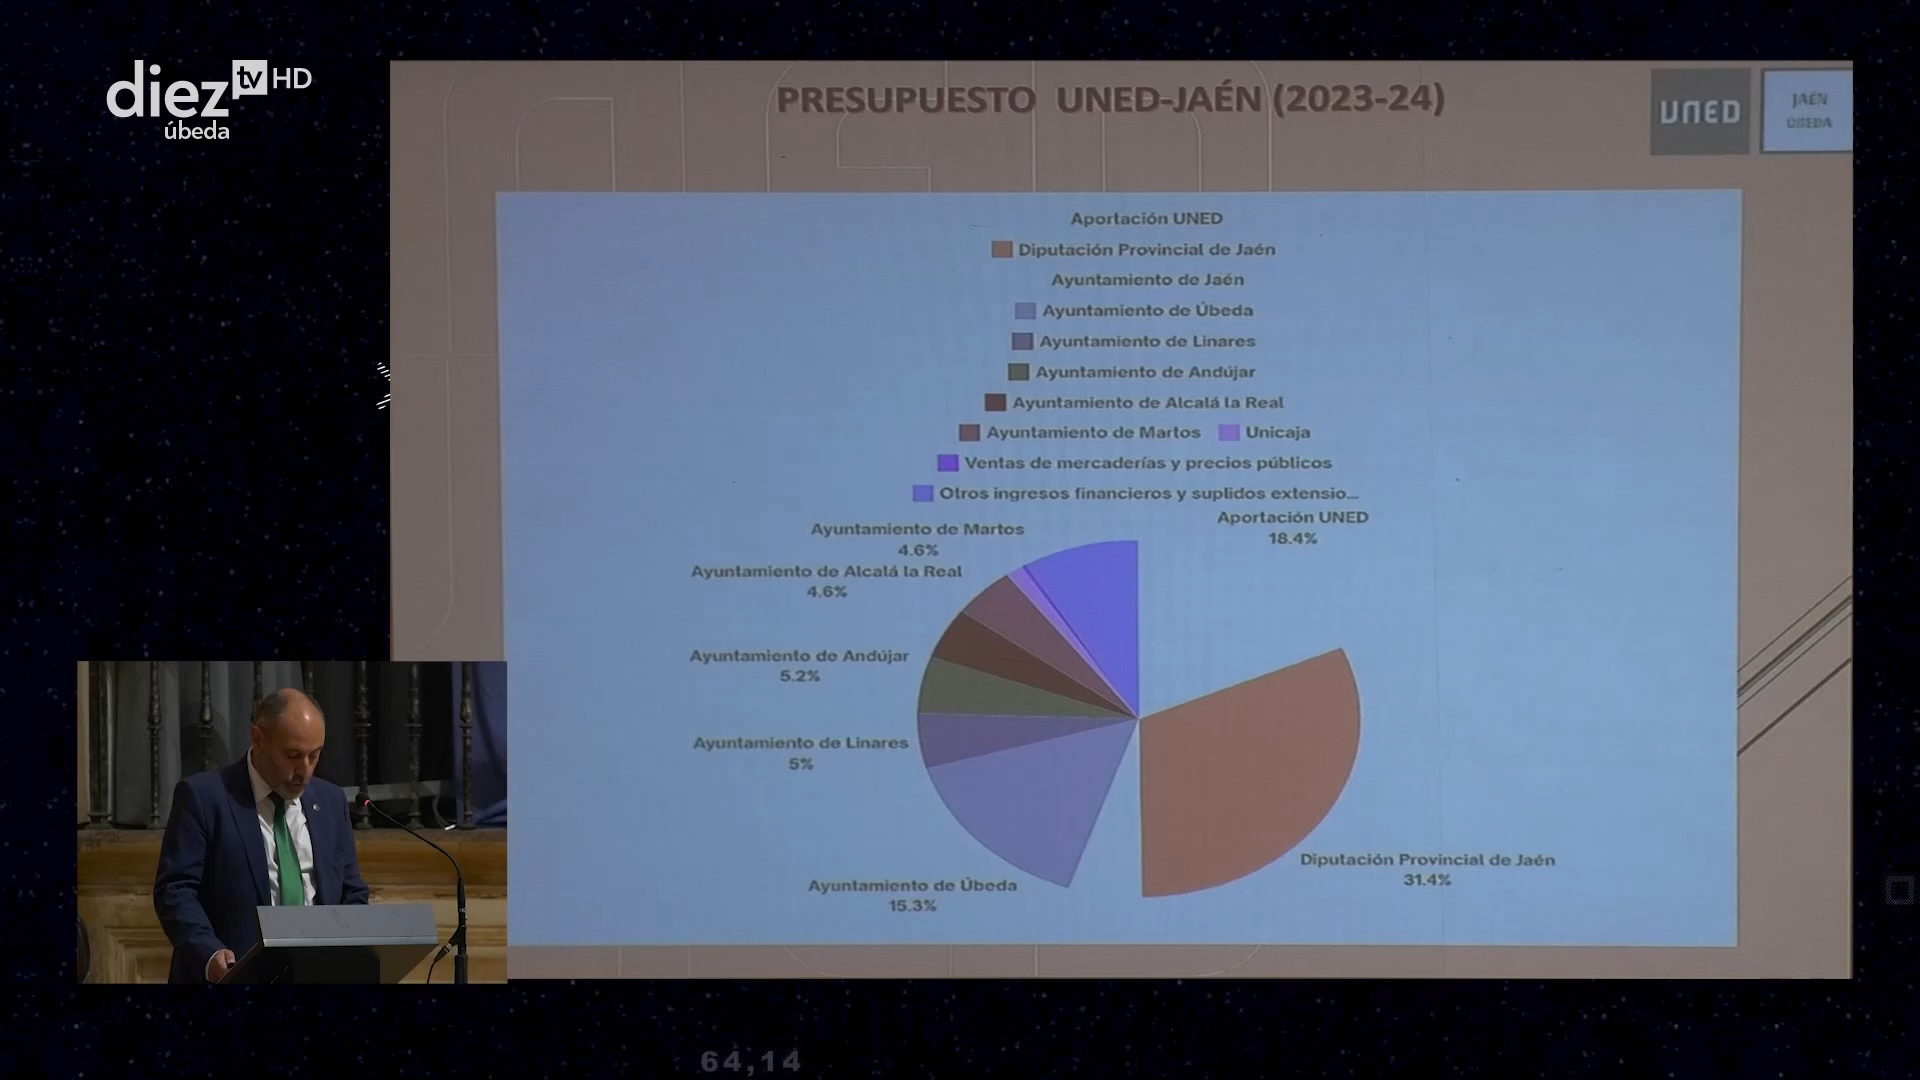 diez tv HD
úbeda
PRESUPUESTO UNED-JAÉN (2023-24)
UNED
JAÉN
ÚBEDA
Aportación UNED
Diputación Provincial de Jaén
Ayuntamiento de Jaén
Ayuntamiento de Úbeda
Ayuntamiento de Linares
Ayuntamiento de Andújar
Ayuntamiento de Alcalá la Real
Ayuntamiento de Martos Unicaja
Ventas de mercaderías y precios públicos
Otros ingresos financieros y suplidos extensio...
Aportación UNED
18.4%
Ayuntamiento de Martos
4.6%
Ayuntamiento de Alcalá la Real
4.6%
Ayuntamiento de Andújar
5.2%
Ayuntamiento de Linares
5%
Ayuntamiento de Úbeda
15.3%
Diputación Provincial de Jaén
31.4%
64,14